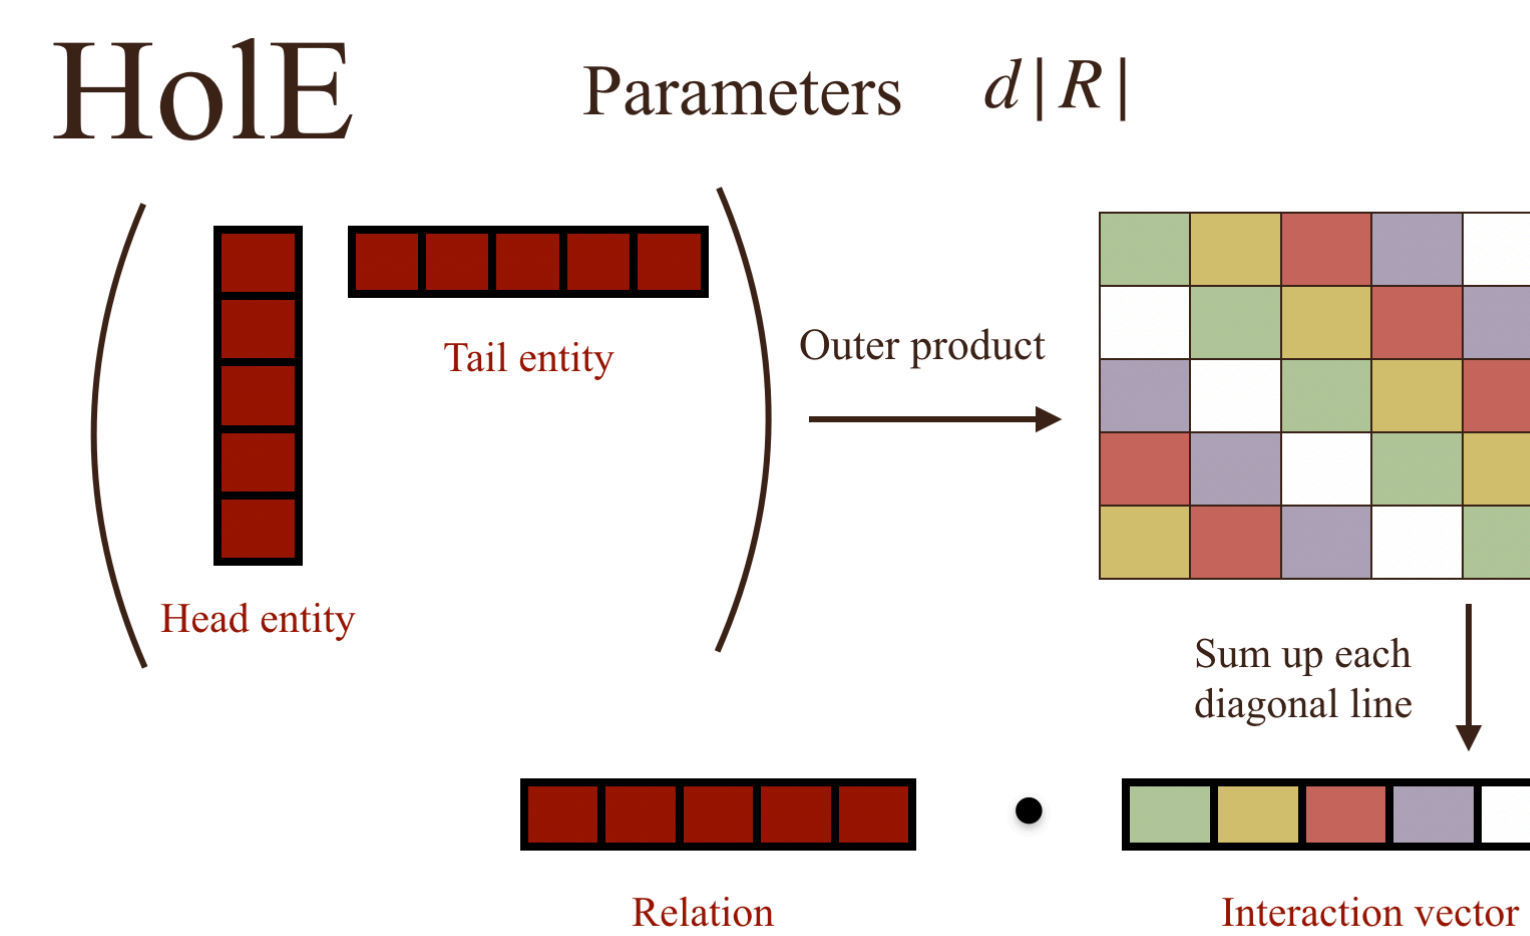 HolE
Parameters d|R|
Tail entity
Outer product
Head entity
Sum up each
diagonal line
Relation
Interaction vector